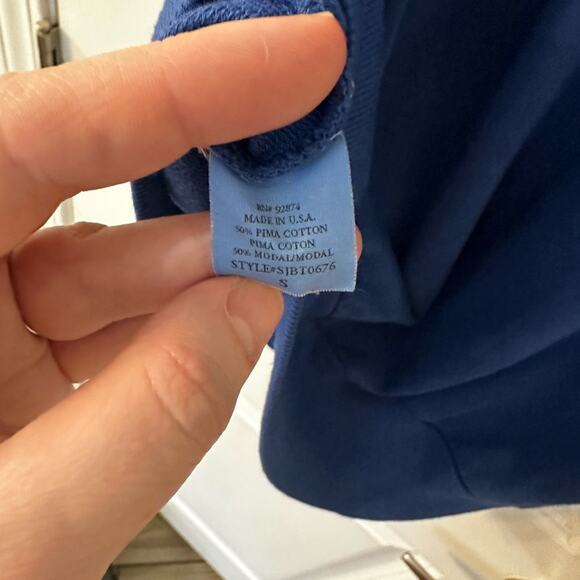 RN# 92874
MADE IN U.S.A.
50% PIMA COTTON
PIMA COTON
50% MODAL/MODAL
STYLE#SJBT0676
S